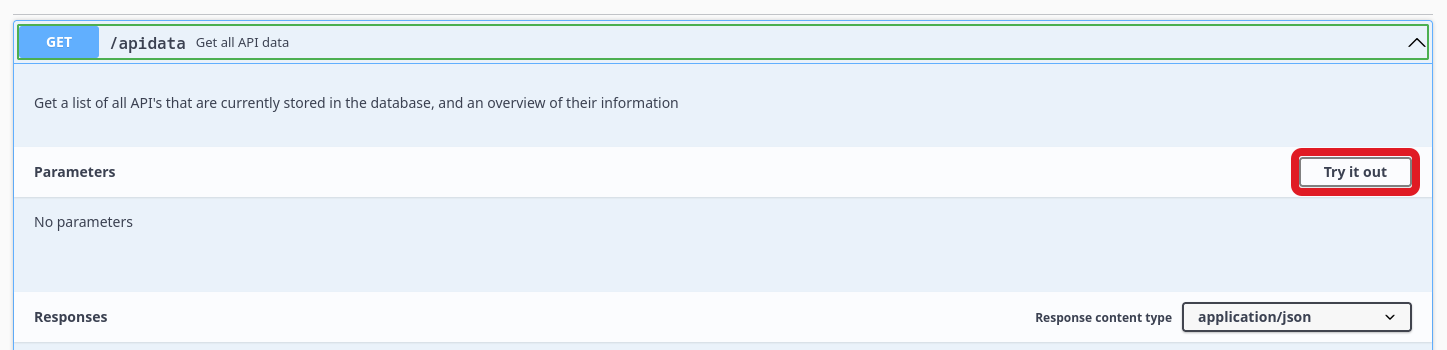 GET /apidata Get all API data
Get a list of all API's that are currently stored in the database, and an overview of their information
Parameters Try it out
No parameters
Responses Response content type application/json